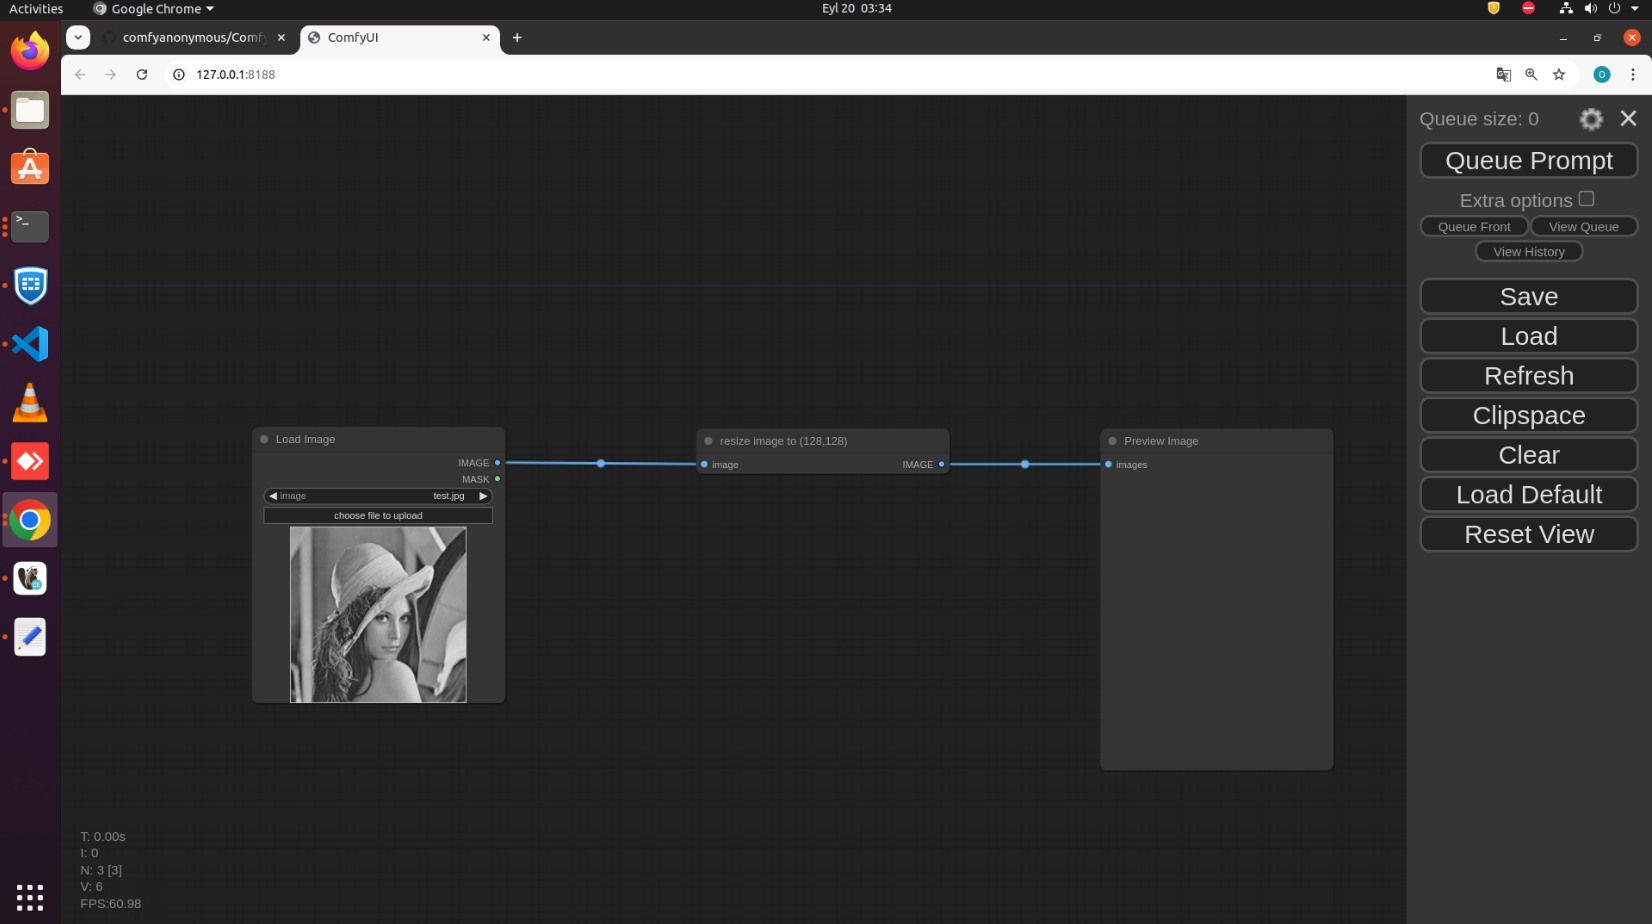 Activities
Google Chrome
Eyl 20 03:34
comfyanonymous/Comfy
ComfyUI
127.0.0.1:8188
O
Queue size: 0
Queue Prompt
Extra options
Queue Front
View Queue
View History
Save
Load
Refresh
Clipspace
Clear
Load Default
Reset View
Load Image
IMAGE
MASK
image test.jpg
choose file to upload
resize image to (128,128)
image IMAGE
Preview Image
images
T: 0.00s
I: 0
N: 3 [3]
V: 6
FPS:60.98